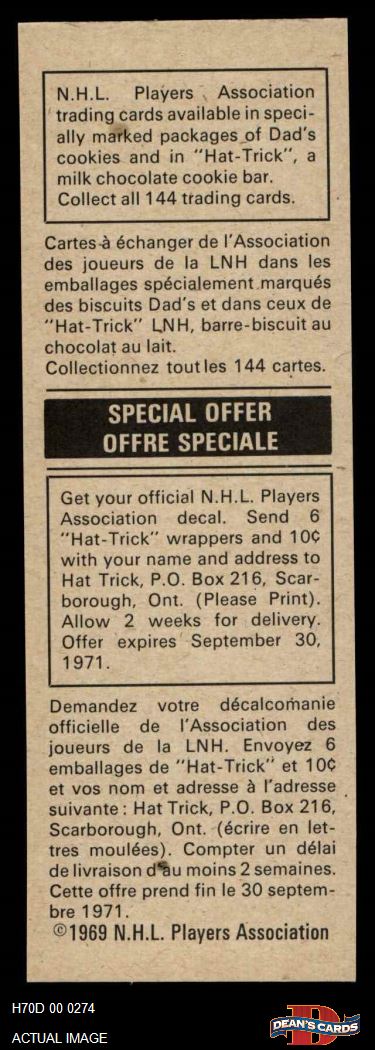 N.H.L. Players Association
trading cards available in speci-
ally marked packages of Dad's
cookies and in "Hat-Trick", a
milk chocolate cookie bar.
Collect all 144 trading cards.
Cartes à échanger de l'Association
des joueurs de la LNH dans les
emballages spécialement marqués
des biscuits Dad's et dans ceux de
"Hat-Trick" LNH, barre-biscuit au
chocolat au lait.
Collectionnez toutles 144 cartes.
SPECIAL OFFER
OFFRE SPECIALE
Get your official N.H.L. Players
Association decal. Send 6
"Hat-Trick" wrappers and 10¢
with your name and address to
Hat Trick, P.O. Box 216, Scar-
borough, Ont. (Please Print).
Allow 2 weeks for delivery.
Offer expires September 30,
1971.
Demandez votre décalcomanie
officielle de l'Association des
joueurs de la LNH. Envoyez 6
emballages de "Hat-Trick" et 10¢
et vos nom et adresse à l'adresse
suivante : Hat Trick, P.O. Box 216,
Scarborough, Ont. (écrire en let-
tres moulées). Compter un délai
de livraison d'au moins 2 semaines.
Cette offre prend fin le 30 septem-
bre 1971.
©1969 N.H.L. Players Association
H70D 00 0274
ACTUAL IMAGE
D
DEAN'S CARDS